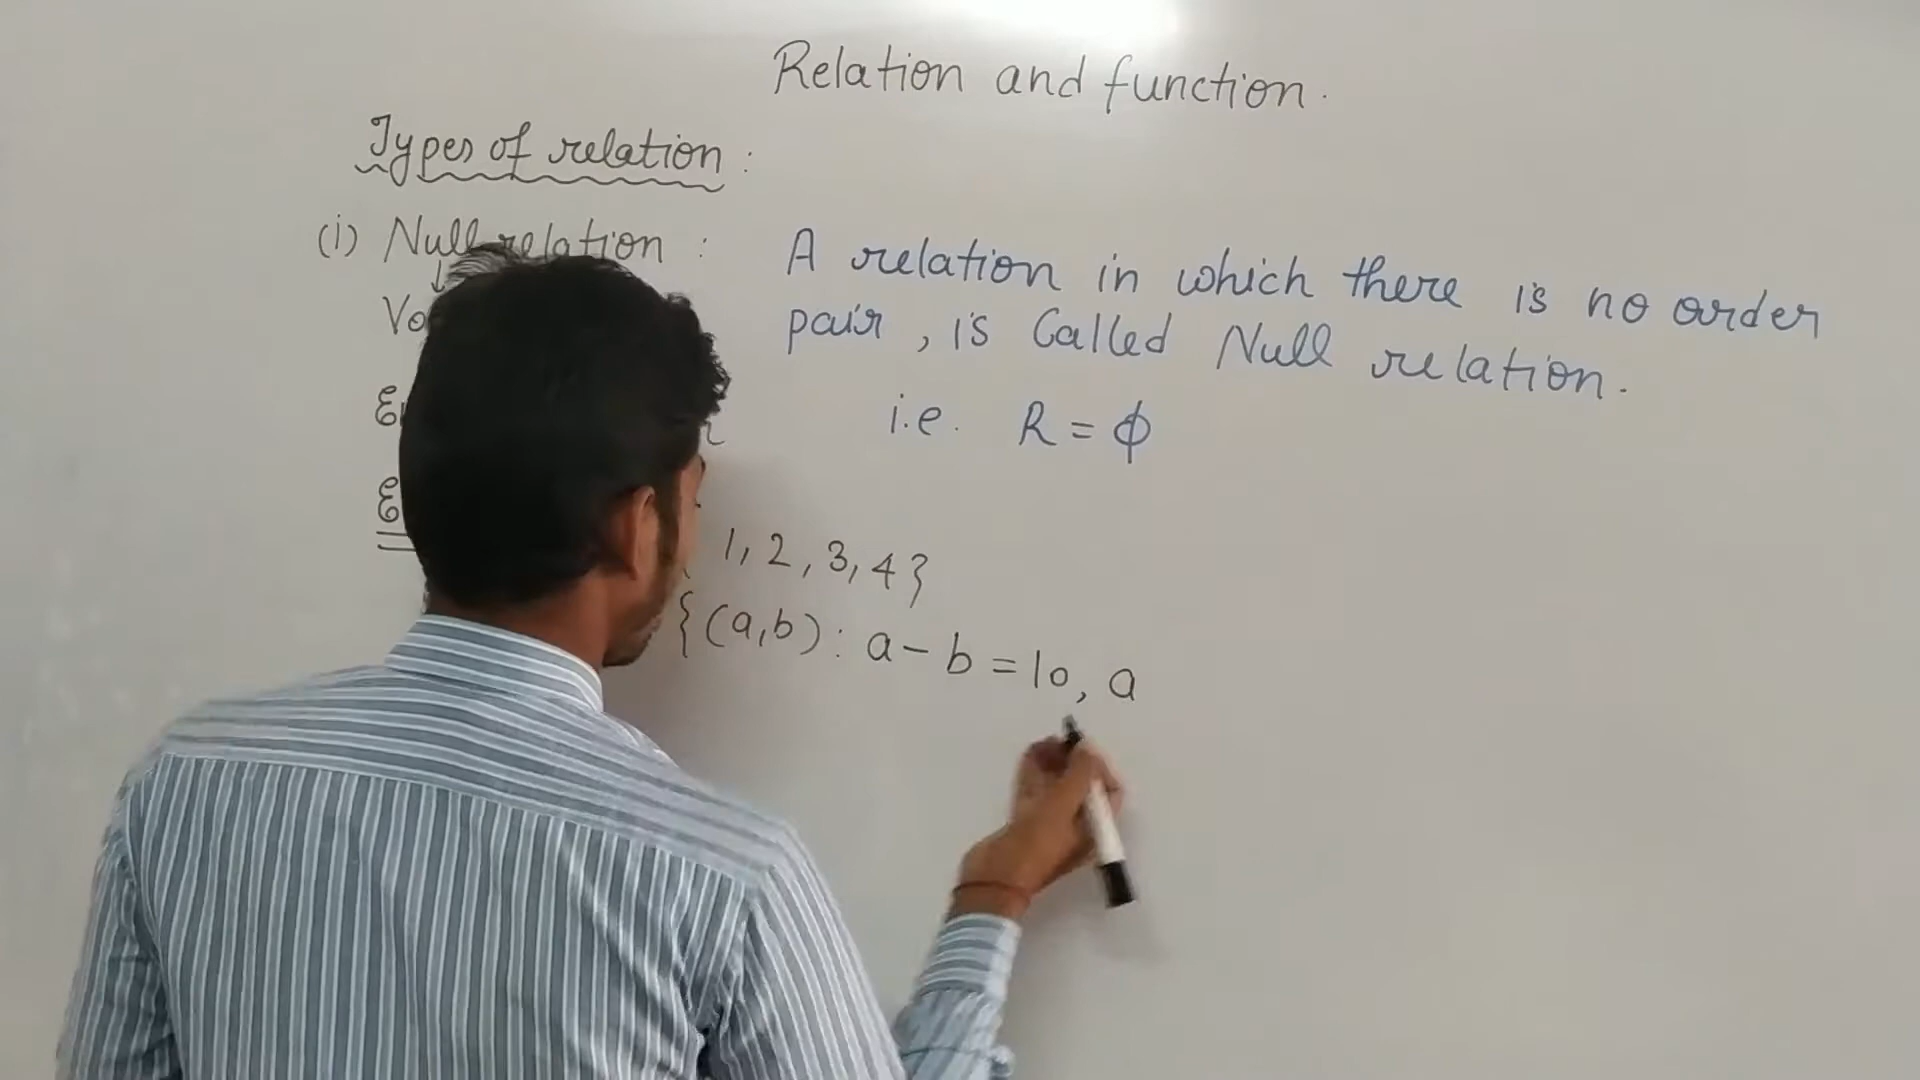 Relation and function.
Types of relation :
(i) Null relation :
A relation in which there is no order
pair, is Called Null relation.
i.e. R = ϕ
1, 2, 3, 4}
{(a,b) : a - b = 10, a